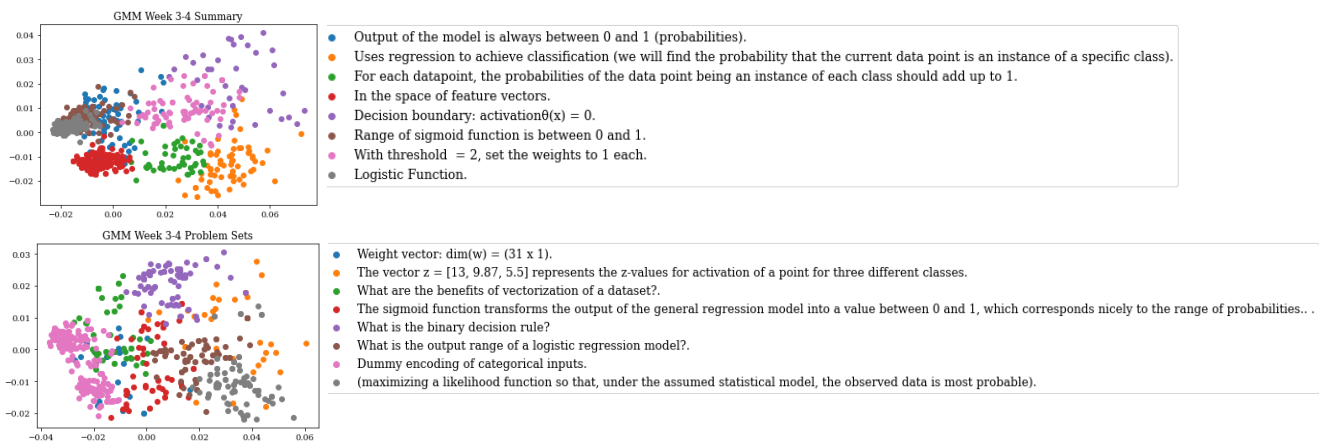 GMM Week 3-4 Summary
0.04
0.03
0.02
0.01
0.00
−0.01
−0.02
−0.02
0.00
0.02
0.04
0.06
Output of the model is always between 0 and 1 (probabilities).
Uses regression to achieve classification (we will find the probability that the current data point is an instance of a specific class).
For each datapoint, the probabilities of the data point being an instance of each class should add up to 1.
In the space of feature vectors.
Decision boundary: activationθ(x) = 0.
Range of sigmoid function is between 0 and 1.
With threshold  = 2, set the weights to 1 each.
Logistic Function.
GMM Week 3-4 Problem Sets
0.03
0.02
0.01
0.00
−0.01
−0.02
−0.04
−0.02
0.00
0.02
0.04
0.06
Weight vector: dim(w) = (31 x 1).
The vector z = [13, 9.87, 5.5] represents the z-values for activation of a point for three different classes.
What are the benefits of vectorization of a dataset?.
The sigmoid function transforms the output of the general regression model into a value between 0 and 1, which corresponds nicely to the range of probabilities.. .
What is the binary decision rule?
What is the output range of a logistic regression model?.
Dummy encoding of categorical inputs.
(maximizing a likelihood function so that, under the assumed statistical model, the observed data is most probable).